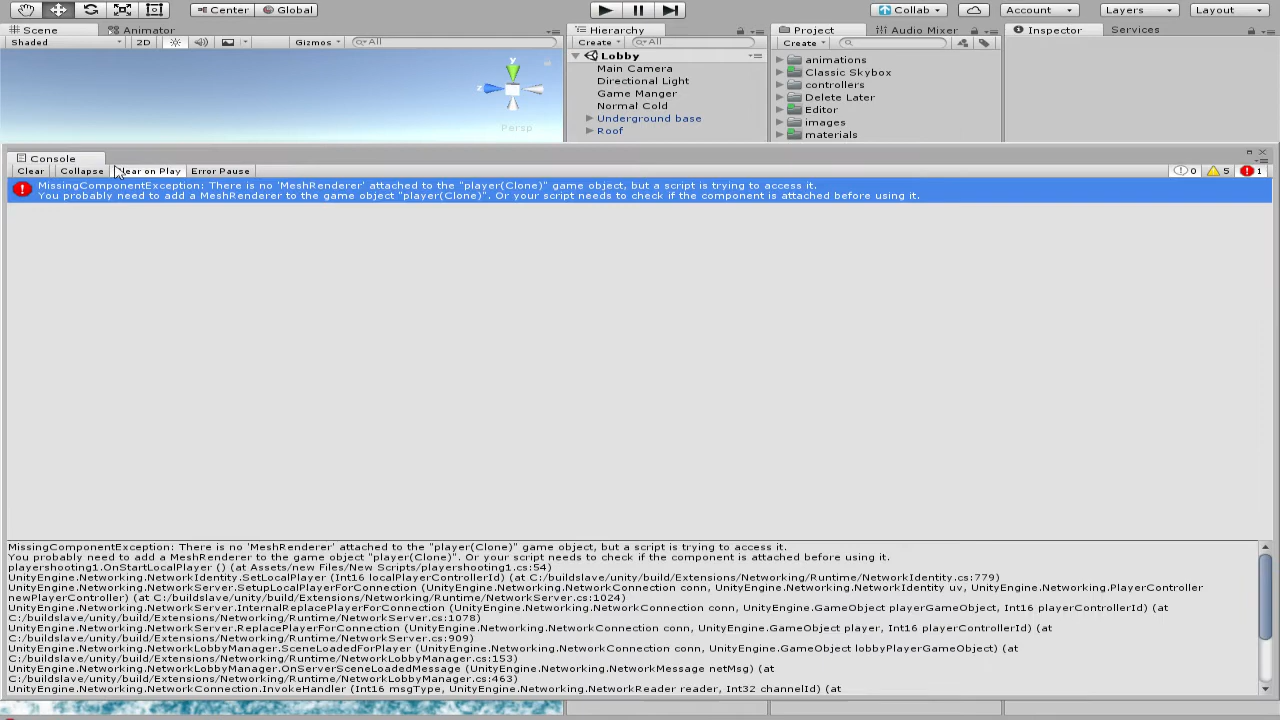 Center Global Collab Account Layers Layout
Scene Animator Hierarchy Project Audio Mixer Inspector Services
Shaded 2D Gizmos All Create All Create
Lobby
Main Camera
Directional Light
Game Manger
Normal Cold
Underground base
Roof
animations
Classic Skybox
controllers
Delete Later
Editor
images
materials
y
z
Persp
Console
Clear Collapse on Play Error Pause 0 5 1
MissingComponentException: There is no 'MeshRenderer' attached to the "player(Clone)" game object, but a script is trying to access it.
You probably need to add a MeshRenderer to the game object "player(Clone)". Or your script needs to check if the component is attached before using it.
MissingComponentException: There is no 'MeshRenderer' attached to the "player(Clone)" game object, but a script is trying to access it.
You probably need to add a MeshRenderer to the game object "player(Clone)". Or your script needs to check if the component is attached before using it.
playershooting1.OnStartLocalPlayer () (at Assets/new Files/New Scripts/playershooting1.cs:54)
UnityEngine.Networking.NetworkIdentity.SetLocalPlayer (Int16 localPlayerControllerId) (at C:/buildslave/unity/build/Extensions/Networking/Runtime/NetworkIdentity.cs:779)
UnityEngine.Networking.NetworkServer.SetupLocalPlayerForConnection (UnityEngine.Networking.NetworkConnection conn, UnityEngine.Networking.NetworkIdentity uv, UnityEngine.Networking.PlayerController
newPlayerController) (at C:/buildslave/unity/build/Extensions/Networking/Runtime/NetworkServer.cs:1024)
UnityEngine.Networking.NetworkServer.InternalReplacePlayerForConnection (UnityEngine.Networking.NetworkConnection conn, UnityEngine.GameObject playerGameObject, Int16 playerControllerId) (at
C:/buildslave/unity/build/Extensions/Networking/Runtime/NetworkServer.cs:1078)
UnityEngine.Networking.NetworkServer.ReplacePlayerForConnection (UnityEngine.Networking.NetworkConnection conn, UnityEngine.GameObject player, Int16 playerControllerId) (at
C:/buildslave/unity/build/Extensions/Networking/Runtime/NetworkServer.cs:909)
UnityEngine.Networking.NetworkLobbyManager.SceneLoadedForPlayer (UnityEngine.Networking.NetworkConnection conn, UnityEngine.GameObject lobbyPlayerGameObject) (at
C:/buildslave/unity/build/Extensions/Networking/Runtime/NetworkLobbyManager.cs:153)
UnityEngine.Networking.NetworkLobbyManager.OnServerSceneLoadedMessage (UnityEngine.Networking.NetworkMessage netMsg) (at
C:/buildslave/unity/build/Extensions/Networking/Runtime/NetworkLobbyManager.cs:463)
UnityEngine.Networking.NetworkConnection.InvokeHandler (Int16 msgType, UnityEngine.Networking.NetworkReader reader, Int32 channelId) (at